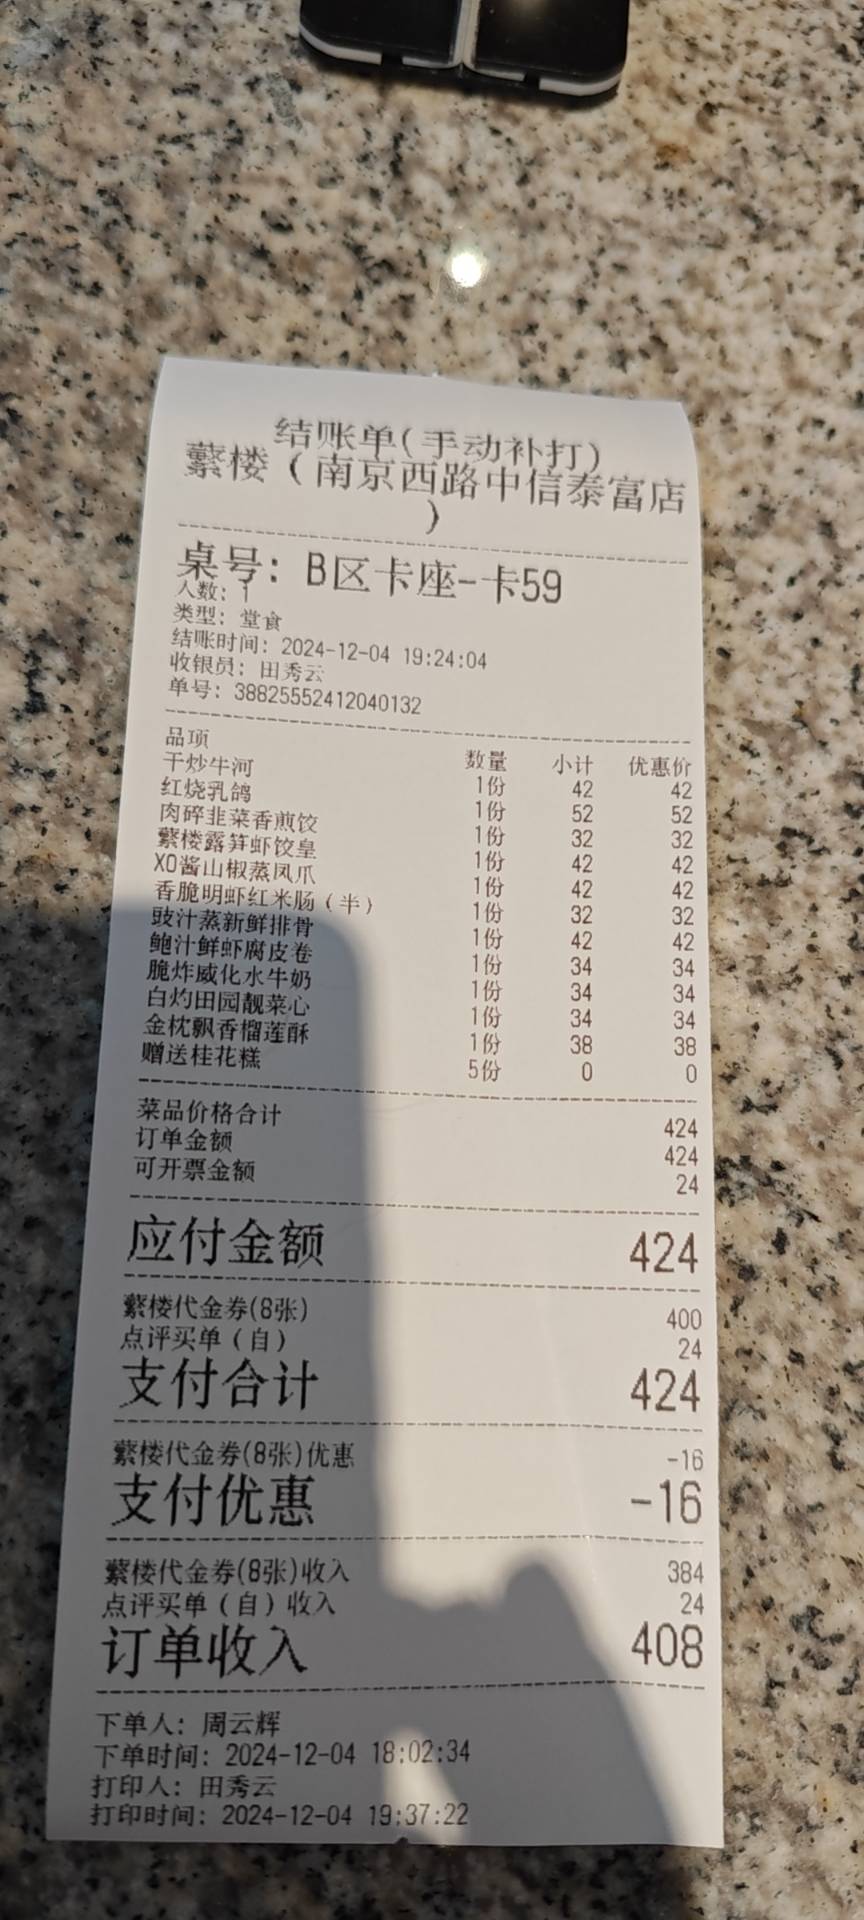 结账单(手动补打)
蘩楼（南京西路中信泰富店
）
桌号: B区卡座-卡59
人数: 1
类型: 堂食
结账时间: 2024-12-04 19:24:04
收银员: 田秀云
单号: 38825552412040132
品项 数量 小计 优惠价
干炒牛河 1份 42 42
红烧乳鸽 1份 52 52
肉碎韭菜香煎饺 1份 32 32
蘩楼露笋虾饺皇 1份 42 42
XO酱山椒蒸凤爪 1份 42 42
香脆明虾红米肠（半） 1份 32 32
豉汁蒸新鲜排骨 1份 42 42
鲍汁鲜虾腐皮卷 1份 34 34
脆炸威化水牛奶 1份 34 34
白灼田园靓菜心 1份 34 34
金枕飘香榴莲酥 1份 38 38
赠送桂花糕 5份 0 0
菜品价格合计 424
订单金额 424
可开票金额 24
应付金额 424
蘩楼代金券(8张) 400
点评买单（自） 24
支付合计 424
蘩楼代金券(8张)优惠 -16
支付优惠 -16
蘩楼代金券(8张)收入 384
点评买单（自）收入 24
订单收入 408
下单人: 周云辉
下单时间: 2024-12-04 18:02:34
打印人: 田秀云
打印时间: 2024-12-04 19:37:22